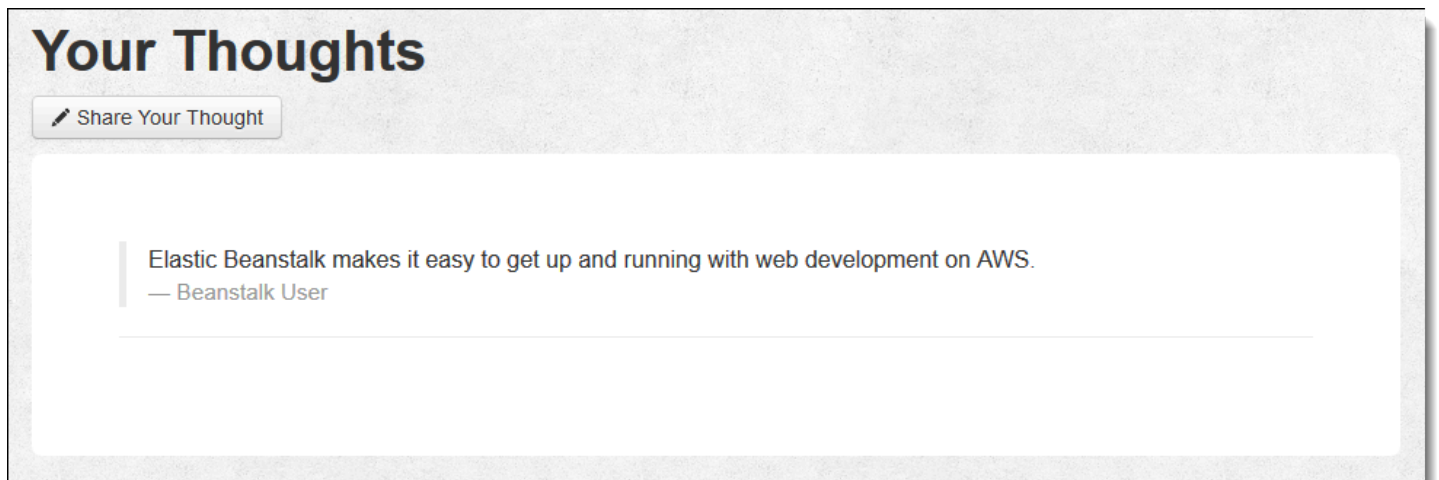 Your Thoughts
Share Your Thought
Elastic Beanstalk makes it easy to get up and running with web development on AWS.
— Beanstalk User